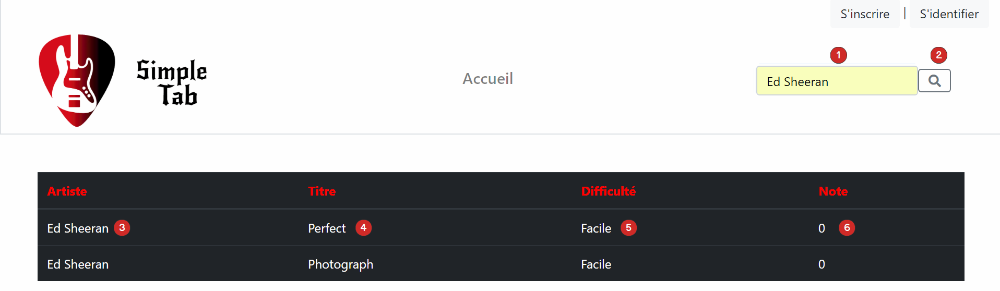 S'inscrire | S'identifier
1 2
Simple
Tab
Accueil
Ed Sheeran
Artiste Titre Difficulté Note
Ed Sheeran 3 Perfect 4 Facile 5 0 6
Ed Sheeran Photograph Facile 0